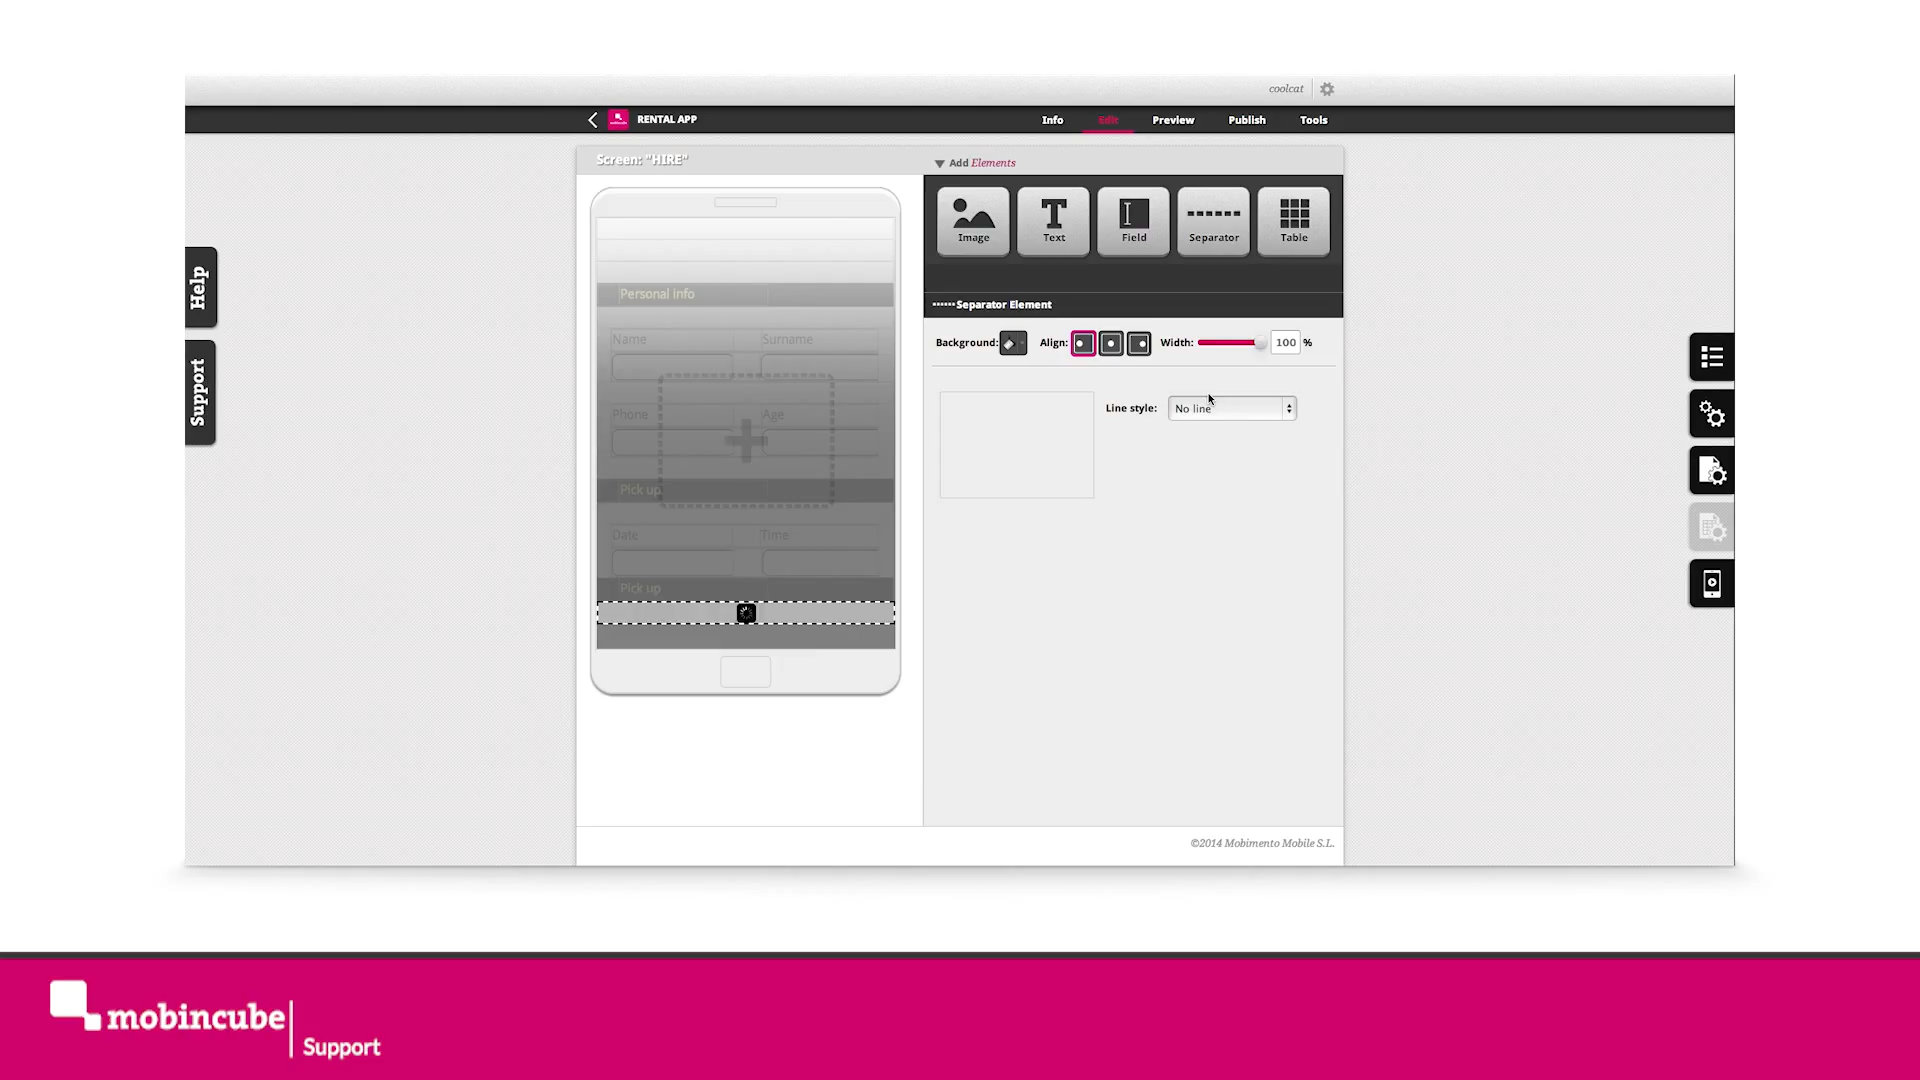 coolcat
RENTAL APP
Info
Edit
Preview
Publish
Tools
Screen: "HIRE"
Add Elements
Image
Text
Field
Separator
Table
Separator Element
Background:
Align:
Width:
100 %
Line style:
No line
Personal info
Name
Surname
Phone
Age
Pick up
Date
Time
Pick up
Help
Support
©2014 Mobimento Mobile S.L.
mobincube
Support